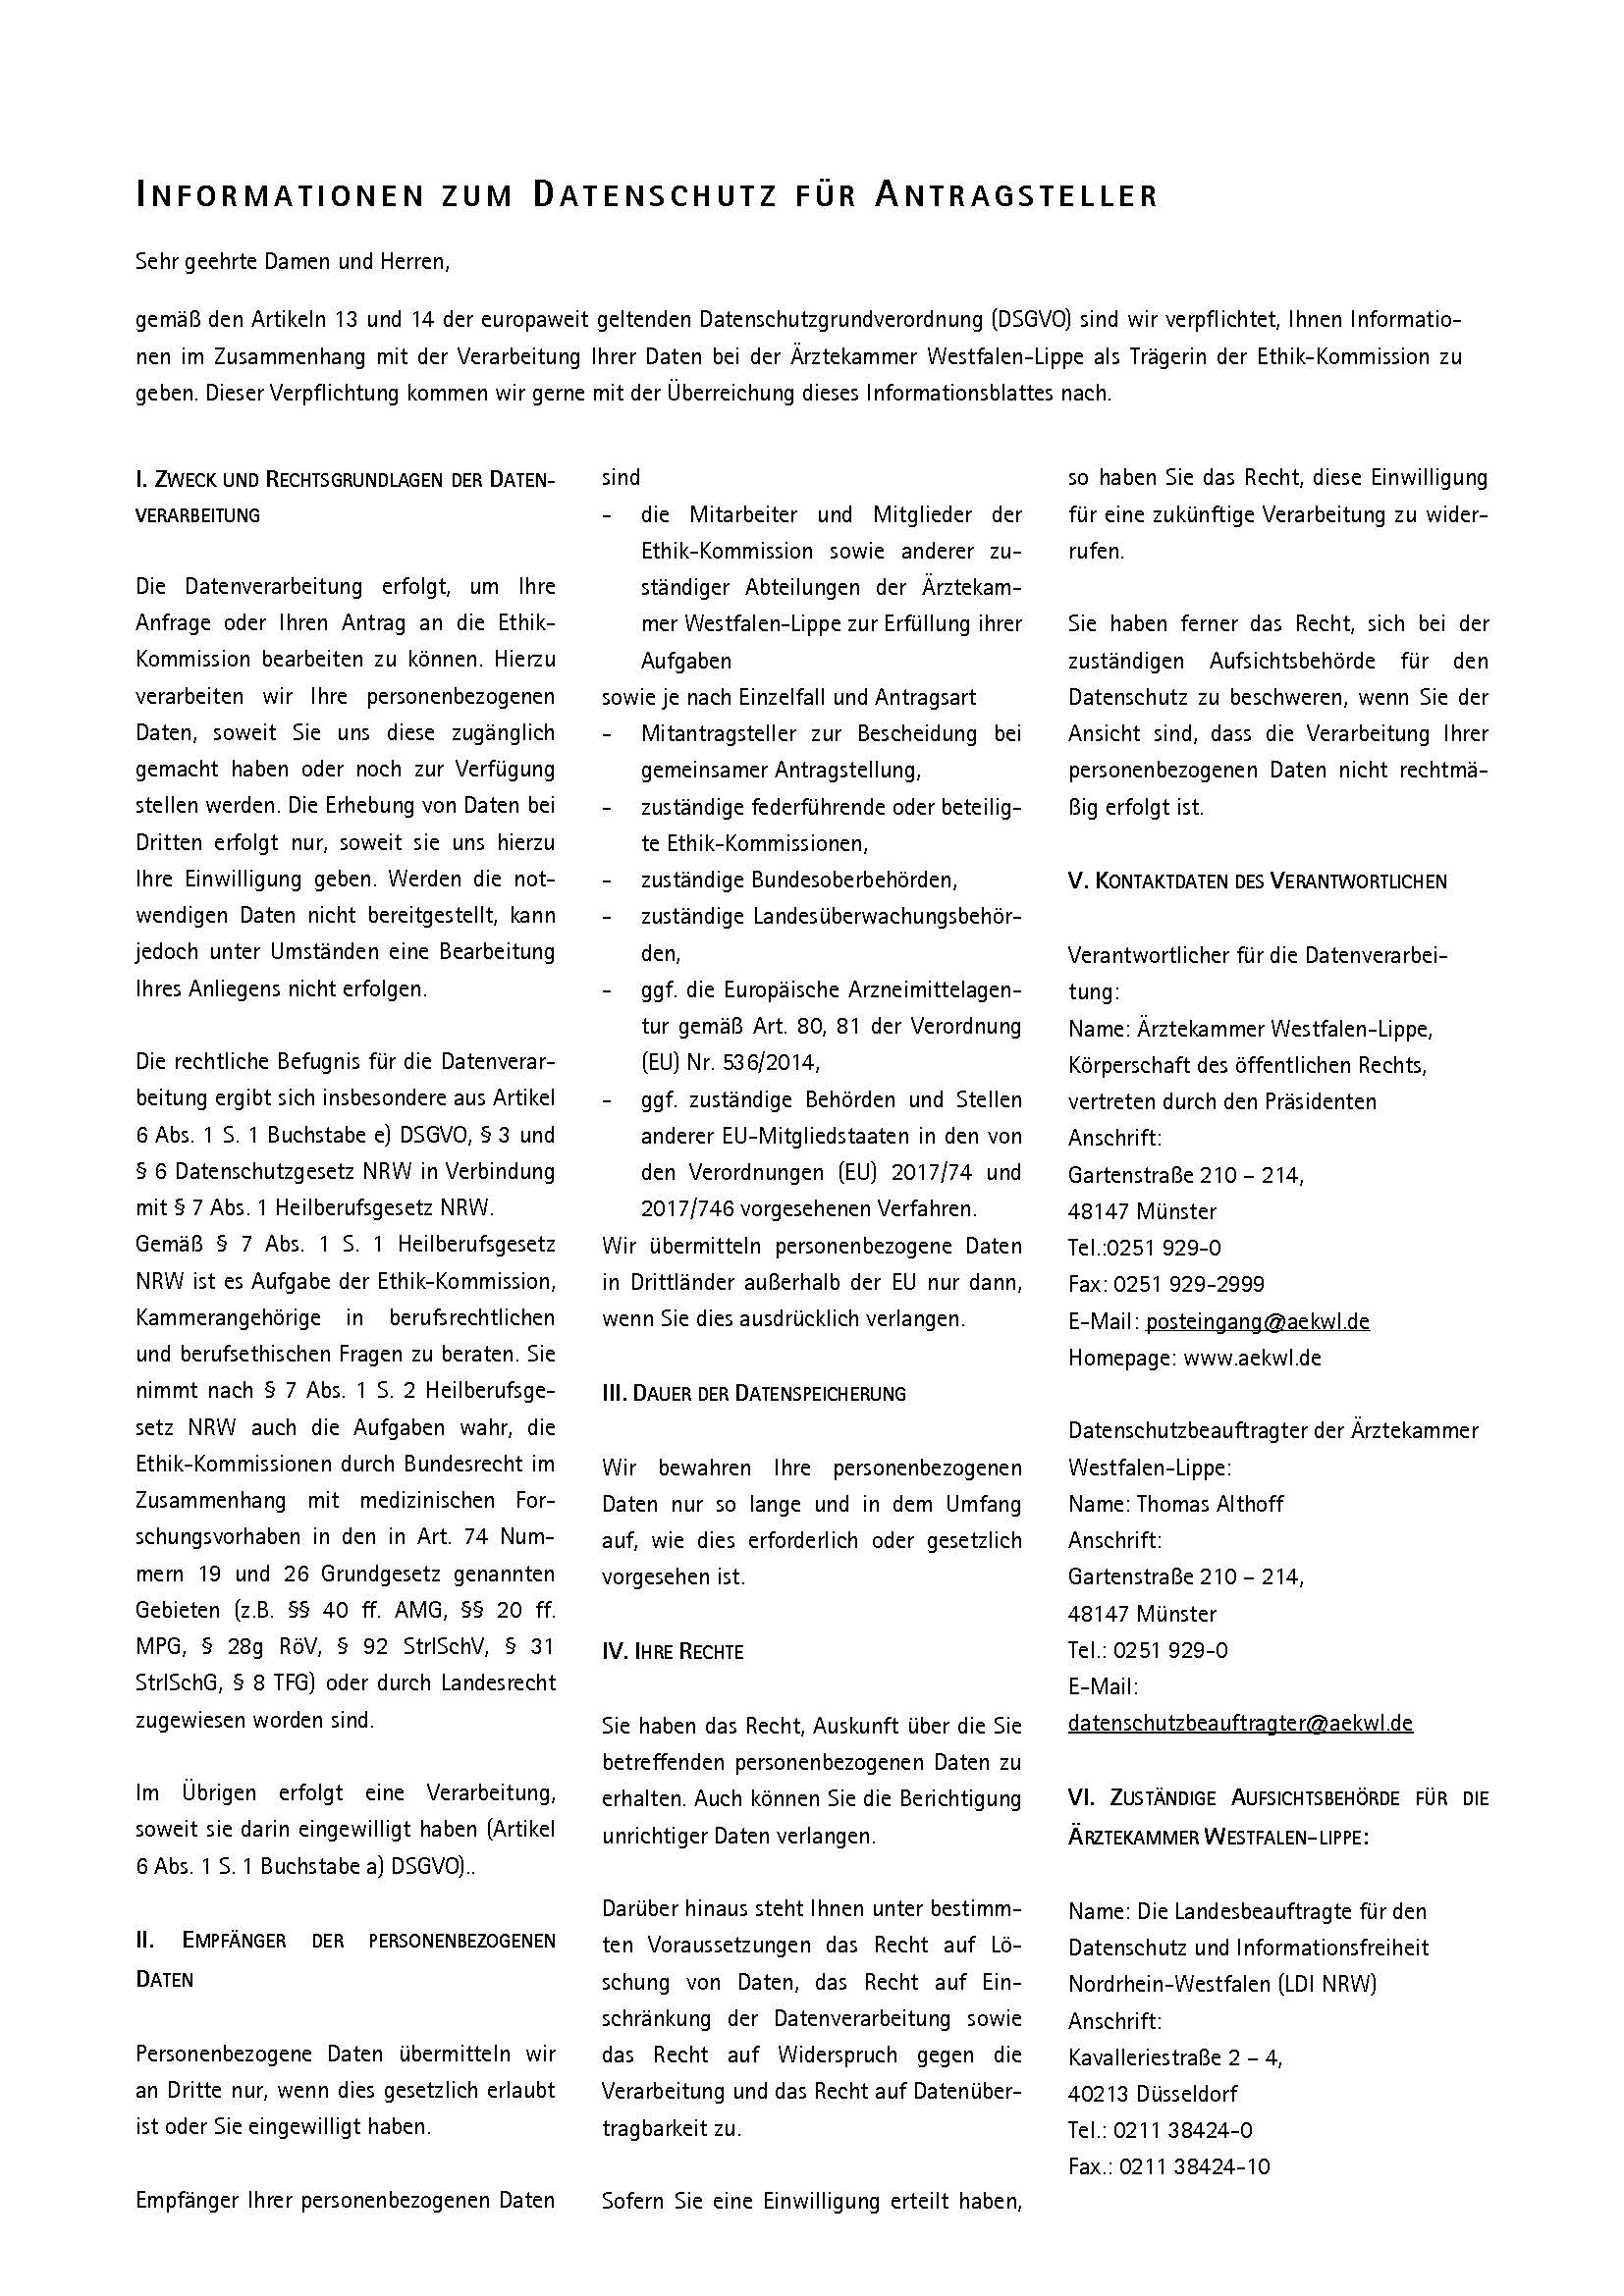 INFORMATIONEN ZUM DATENSCHUTZ FÜR ANTRAGSTELLER
Sehr geehrte Damen und Herren,
gemäß den Artikeln 13 und 14 der europaweit geltenden Datenschutzgrundverordnung (DSGVO) sind wir verpflichtet, Ihnen Informatio-
nen im Zusammenhang mit der Verarbeitung Ihrer Daten bei der Ärztekammer Westfalen-Lippe als Trägerin der Ethik-Kommission zu
geben. Dieser Verpflichtung kommen wir gerne mit der Überreichung dieses Informationsblattes nach.
I. ZWECK UND RECHTSGRUNDLAGEN DER DATEN-
VERARBEITUNG
Die Datenverarbeitung erfolgt, um Ihre
Anfrage oder Ihren Antrag an die Ethik-
Kommission bearbeiten zu können. Hierzu
verarbeiten wir Ihre personenbezogenen
Daten, soweit Sie uns diese zugänglich
gemacht haben oder noch zur Verfügung
stellen werden. Die Erhebung von Daten bei
Dritten erfolgt nur, soweit sie uns hierzu
Ihre Einwilligung geben. Werden die not-
wendigen Daten nicht bereitgestellt, kann
jedoch unter Umständen eine Bearbeitung
Ihres Anliegens nicht erfolgen.
Die rechtliche Befugnis für die Datenverar-
beitung ergibt sich insbesondere aus Artikel
6 Abs. 1 S. 1 Buchstabe e) DSGVO, § 3 und
§ 6 Datenschutzgesetz NRW in Verbindung
mit § 7 Abs. 1 Heilberufsgesetz NRW.
Gemäß § 7 Abs. 1 S. 1 Heilberufsgesetz
NRW ist es Aufgabe der Ethik-Kommission,
Kammerangehörige in berufsrechtlichen
und berufsethischen Fragen zu beraten. Sie
nimmt nach § 7 Abs. 1 S. 2 Heilberufsge-
setz NRW auch die Aufgaben wahr, die
Ethik-Kommissionen durch Bundesrecht im
Zusammenhang mit medizinischen For-
schungsvorhaben in den in Art. 74 Num-
mern 19 und 26 Grundgesetz genannten
Gebieten (z.B. §§ 40 ff. AMG, §§ 20 ff.
MPG, § 28g RöV, § 92 StrlSchV, § 31
StrlSchG, § 8 TFG) oder durch Landesrecht
zugewiesen worden sind.
Im Übrigen erfolgt eine Verarbeitung,
soweit sie darin eingewilligt haben (Artikel
6 Abs. 1 S. 1 Buchstabe a) DSGVO)..
II. EMPFÄNGER DER PERSONENBEZOGENEN
DATEN
Personenbezogene Daten übermitteln wir
an Dritte nur, wenn dies gesetzlich erlaubt
ist oder Sie eingewilligt haben.
Empfänger Ihrer personenbezogenen Daten
sind
- die Mitarbeiter und Mitglieder der
Ethik-Kommission sowie anderer zu-
ständiger Abteilungen der Ärztekam-
mer Westfalen-Lippe zur Erfüllung ihrer
Aufgaben
sowie je nach Einzelfall und Antragsart
- Mitantragsteller zur Bescheidung bei
gemeinsamer Antragstellung,
- zuständige federführende oder beteilig-
te Ethik-Kommissionen,
- zuständige Bundesoberbehörden,
- zuständige Landesüberwachungsbehör-
den,
- ggf. die Europäische Arzneimittelagen-
tur gemäß Art. 80, 81 der Verordnung
(EU) Nr. 536/2014,
- ggf. zuständige Behörden und Stellen
anderer EU-Mitgliedstaaten in den von
den Verordnungen (EU) 2017/74 und
2017/746 vorgesehenen Verfahren.
Wir übermitteln personenbezogene Daten
in Drittländer außerhalb der EU nur dann,
wenn Sie dies ausdrücklich verlangen.
III. DAUER DER DATENSPEICHERUNG
Wir bewahren Ihre personenbezogenen
Daten nur so lange und in dem Umfang
auf, wie dies erforderlich oder gesetzlich
vorgesehen ist.
IV. IHRE RECHTE
Sie haben das Recht, Auskunft über die Sie
betreffenden personenbezogenen Daten zu
erhalten. Auch können Sie die Berichtigung
unrichtiger Daten verlangen.
Darüber hinaus steht Ihnen unter bestimm-
ten Voraussetzungen das Recht auf Lö-
schung von Daten, das Recht auf Ein-
schränkung der Datenverarbeitung sowie
das Recht auf Widerspruch gegen die
Verarbeitung und das Recht auf Datenüber-
tragbarkeit zu.
Sofern Sie eine Einwilligung erteilt haben,
so haben Sie das Recht, diese Einwilligung
für eine zukünftige Verarbeitung zu wider-
rufen.
Sie haben ferner das Recht, sich bei der
zuständigen Aufsichtsbehörde für den
Datenschutz zu beschweren, wenn Sie der
Ansicht sind, dass die Verarbeitung Ihrer
personenbezogenen Daten nicht rechtmä-
ßig erfolgt ist.
V. KONTAKTDATEN DES VERANTWORTLICHEN
Verantwortlicher für die Datenverarbei-
tung:
Name: Ärztekammer Westfalen-Lippe,
Körperschaft des öffentlichen Rechts,
vertreten durch den Präsidenten
Anschrift:
Gartenstraße 210 – 214,
48147 Münster
Tel.:0251 929-0
Fax: 0251 929-2999
E-Mail: posteingang@aekwl.de
Homepage: www.aekwl.de
Datenschutzbeauftragter der Ärztekammer
Westfalen-Lippe:
Name: Thomas Althoff
Anschrift:
Gartenstraße 210 – 214,
48147 Münster
Tel.: 0251 929-0
E-Mail:
datenschutzbeauftragter@aekwl.de
VI. ZUSTÄNDIGE AUFSICHTSBEHÖRDE FÜR DIE
ÄRZTEKAMMER WESTFALEN-LIPPE:
Name: Die Landesbeauftragte für den
Datenschutz und Informationsfreiheit
Nordrhein-Westfalen (LDI NRW)
Anschrift:
Kavalleriestraße 2 – 4,
40213 Düsseldorf
Tel.: 0211 38424-0
Fax.: 0211 38424-10